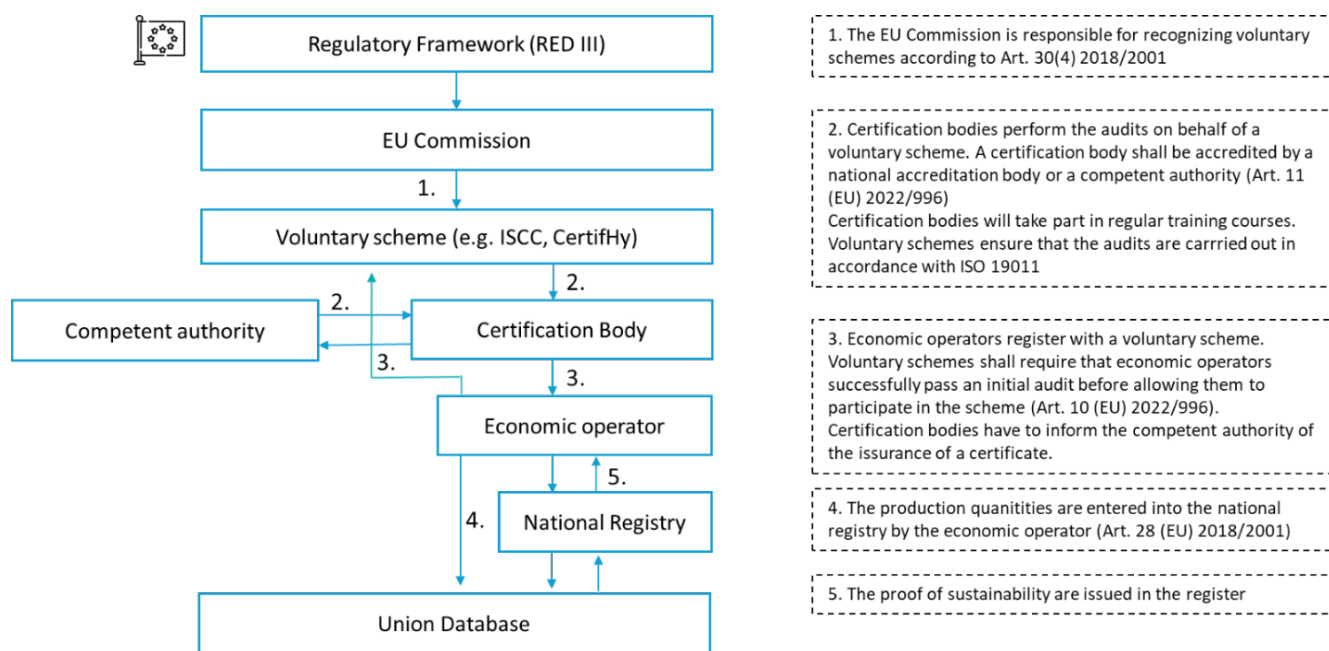 Regulatory Framework (RED III)
EU Commission
1.
Voluntary scheme (e.g. ISCC, CertifHy)
2.
2.
Competent authority
Certification Body
3.
3.
Economic operator
5.
4.
National Registry
Union Database
1. The EU Commission is responsible for recognizing voluntary
schemes according to Art. 30(4) 2018/2001
2. Certification bodies perform the audits on behalf of a
voluntary scheme. A certification body shall be accredited by a
national accreditation body or a competent authority (Art. 11
(EU) 2022/996)
Certification bodies will take part in regular training courses.
Voluntary schemes ensure that the audits are carrried out in
accordance with ISO 19011
3. Economic operators register with a voluntary scheme.
Voluntary schemes shall require that economic operators
successfully pass an initial audit before allowing them to
participate in the scheme (Art. 10 (EU) 2022/996).
Certification bodies have to inform the competent authority of
the issurance of a certificate.
4. The production quanitities are entered into the national
registry by the economic operator (Art. 28 (EU) 2018/2001)
5. The proof of sustainability are issued in the register